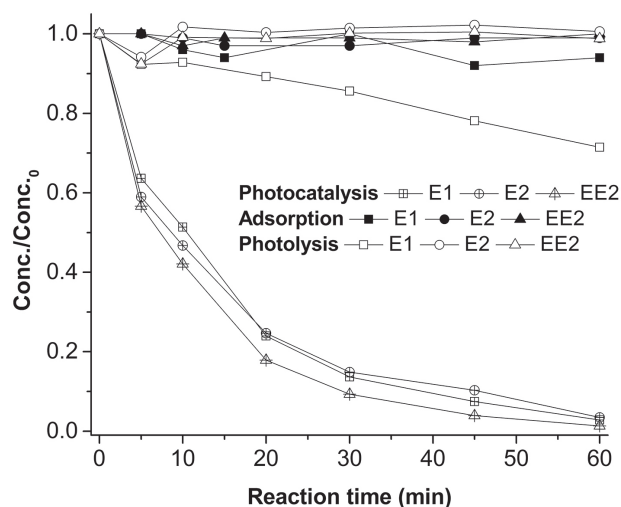 1.0
0.8
0.6
0.4
0.2
0.0
Conc./Conc.0
Photocatalysis E1 E2 EE2
Adsorption E1 E2 EE2
Photolysis E1 E2 EE2
0 10 20 30 40 50 60
Reaction time (min)